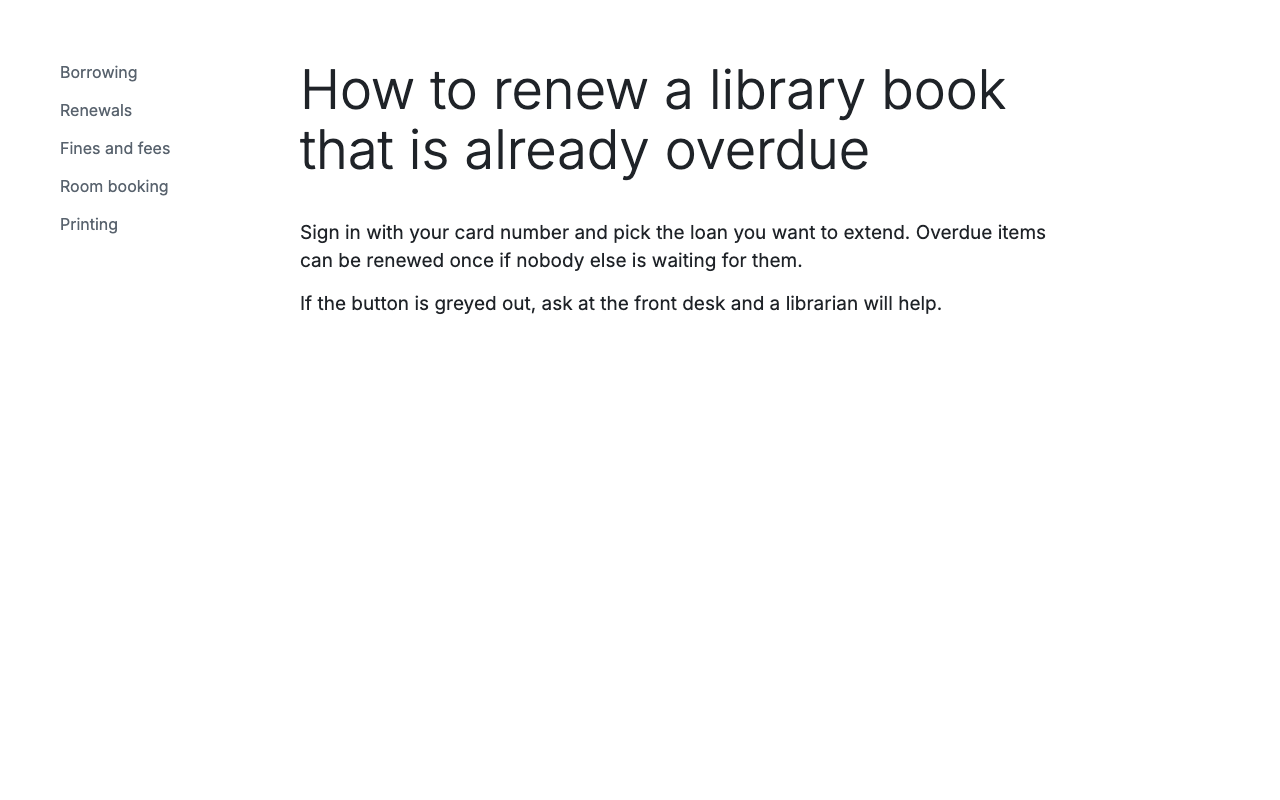 Borrowing
Renewals
Fines and fees
Room booking
Printing
How to renew a library book
that is already overdue
Sign in with your card number and pick the loan you want to extend. Overdue items
can be renewed once if nobody else is waiting for them.
If the button is greyed out, ask at the front desk and a librarian will help.